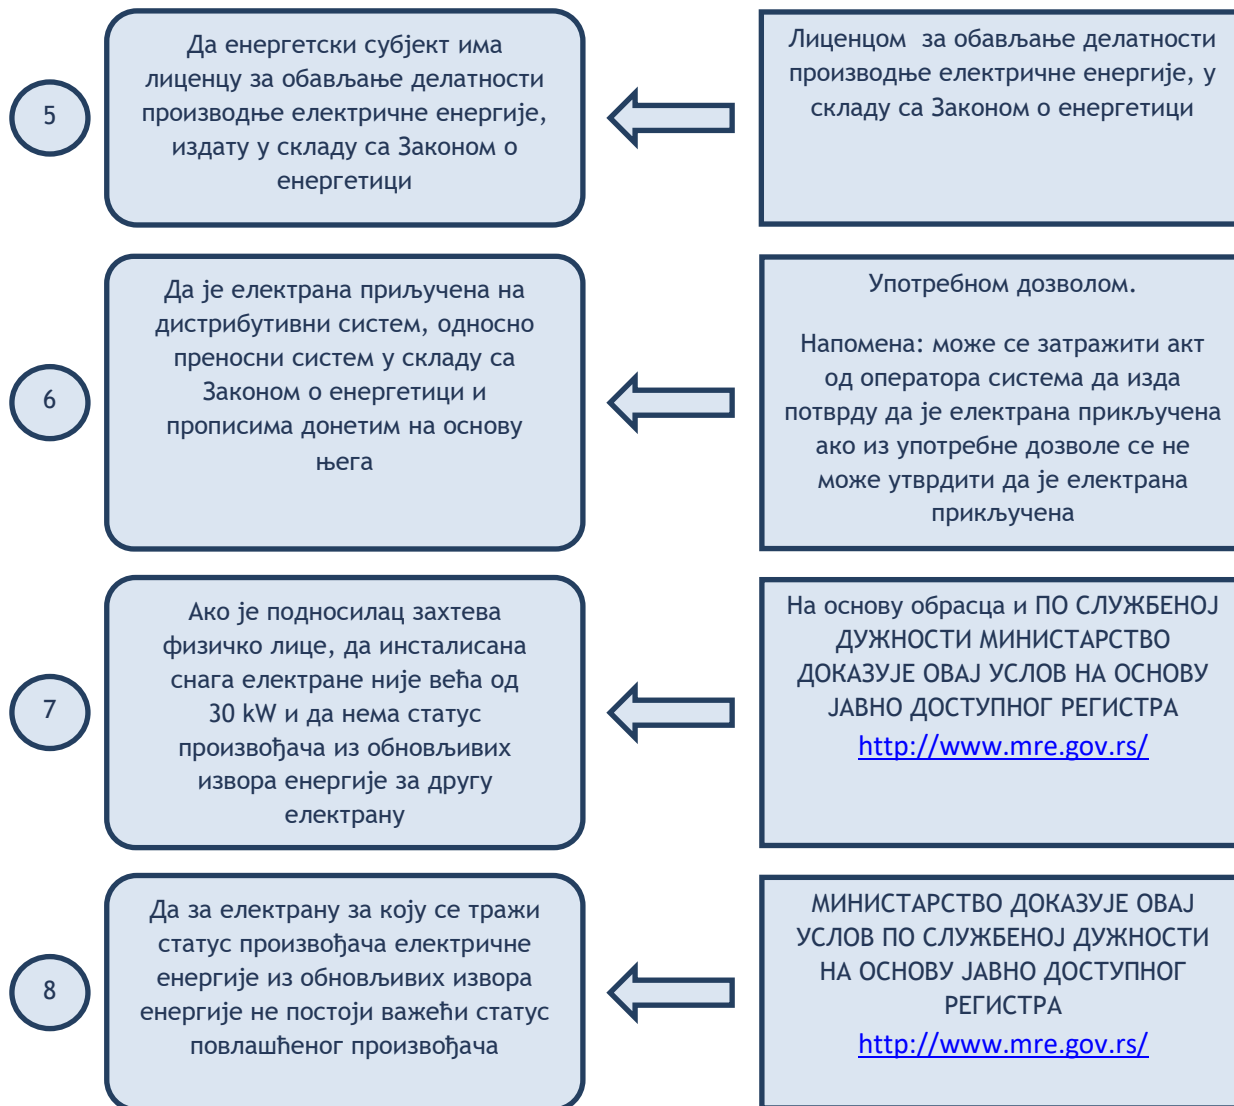 5
Да енергетски субјект има
лиценцу за обављање делатности
производње електричне енергије,
издату у складу са Законом о
енергетици
Лиценцом за обављање делатности
производње електричне енергије, у
складу са Законом о енергетици
6
Да је електрана приључена на
дистрибутивни систем, односно
преносни систем у складу са
Законом о енергетици и
прописима донетим на основу
њега
Употребном дозволом.
Напомена: може се затражити акт
од оператора система да изда
потврду да је електрана прикључена
ако из употребне дозволе се не
може утврдити да је електрана
прикључена
7
Ако је подносилац захтева
физичко лице, да инсталисана
снага електране није већа од
30 kW и да нема статус
произвођача из обновљивих
извора енергије за другу
електрану
На основу обрасца и ПО СЛУЖБЕНОЈ
ДУЖНОСТИ МИНИСТАРСТВО
ДОКАЗУЈЕ ОВАЈ УСЛОВ НА ОСНОВУ
ЈАВНО ДОСТУПНОГ РЕГИСТРА
http://www.mre.gov.rs/
8
Да за електрану за коју се тражи
статус произвођача електричне
енергије из обновљивих извора
енергије не постоји важећи статус
повлашћеног произвођача
МИНИСТАРСТВО ДОКАЗУЈЕ ОВАЈ
УСЛОВ ПО СЛУЖБЕНОЈ ДУЖНОСТИ
НА ОСНОВУ ЈАВНО ДОСТУПНОГ
РЕГИСТРА
http://www.mre.gov.rs/